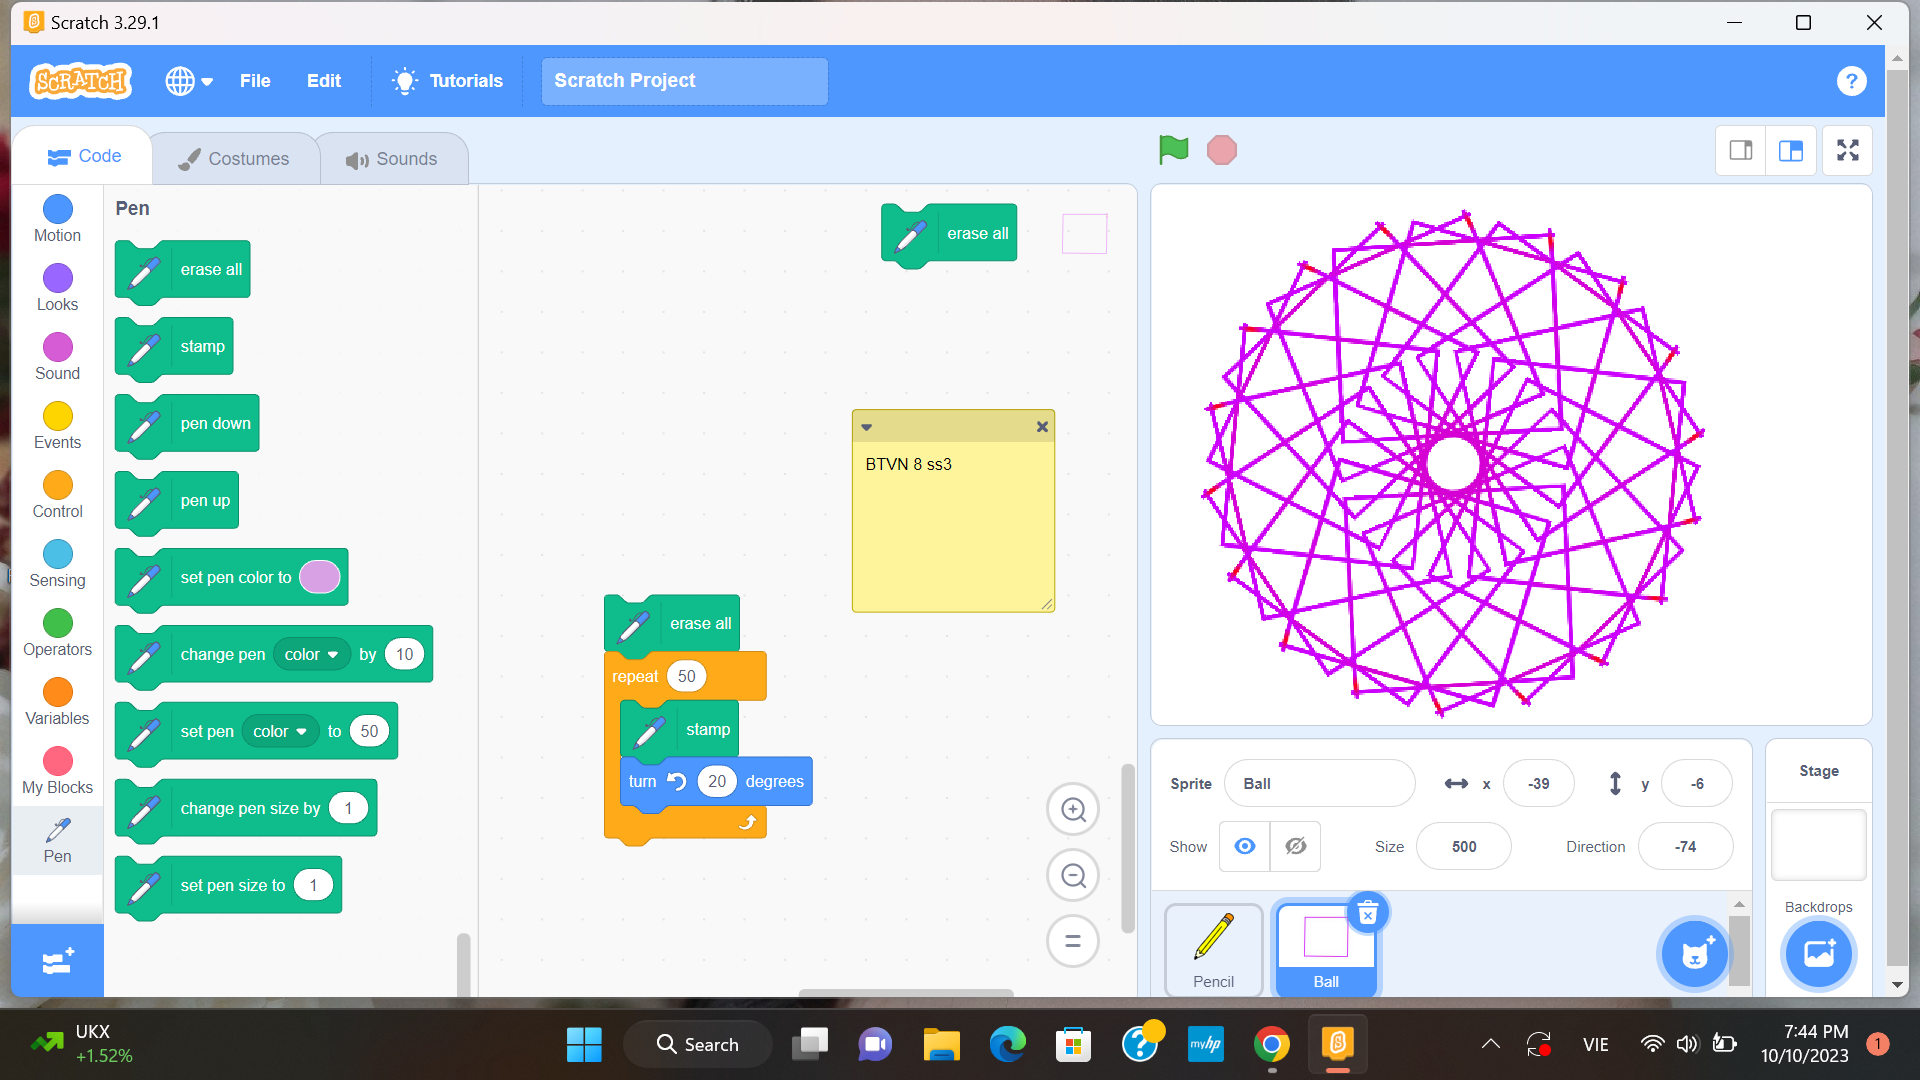 Scratch 3.29.1
SCRATCH
File
Edit
Tutorials
Scratch Project
?
Code
Costumes
Sounds
Motion
Looks
Sound
Events
Control
Sensing
Operators
Variables
My Blocks
Pen
Pen
erase all
stamp
pen down
pen up
set pen color to
change pen color by 10
set pen color to 50
change pen size by 1
set pen size to 1
erase all
BTVN 8 ss3
erase all
repeat 50
stamp
turn 20 degrees
Sprite Ball x -39 y -6
Show Size 500 Direction -74
Pencil
Ball
Stage
Backdrops
UKX
+1.52%
Search
myhp
VIE
7:44 PM
10/10/2023
1